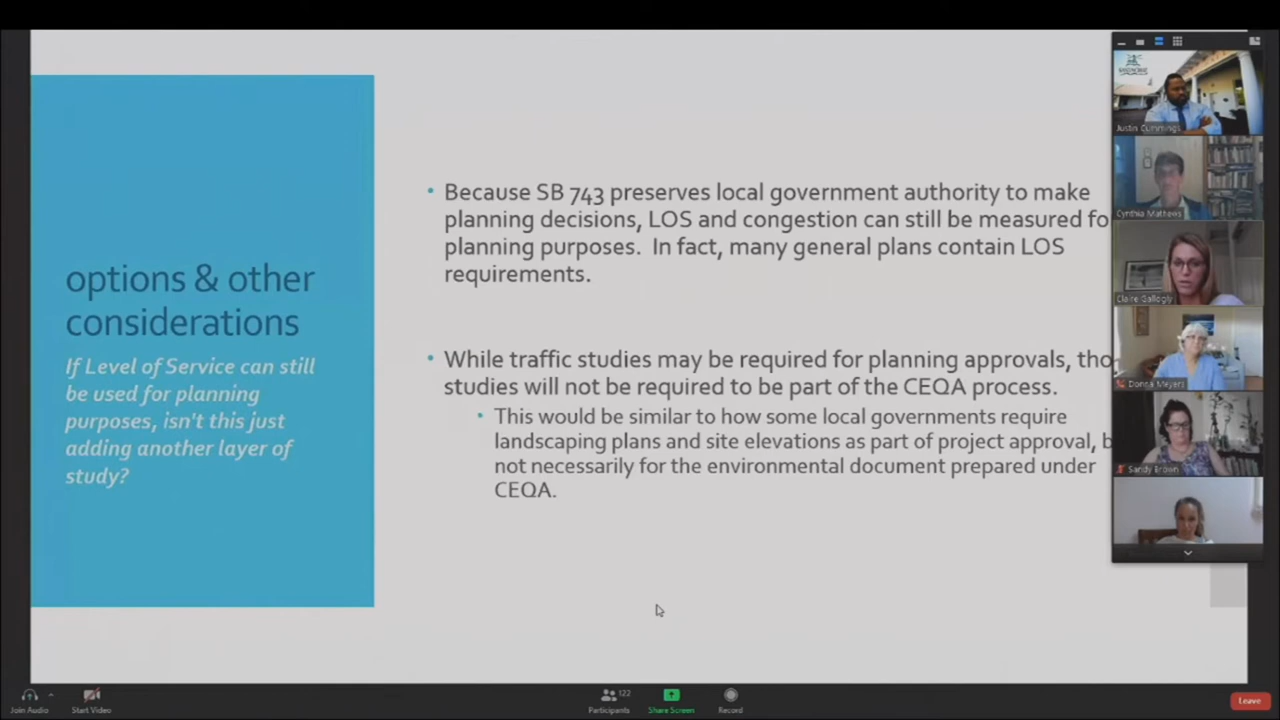 options & other
considerations
If Level of Service can still
be used for planning
purposes, isn't this just
adding another layer of
study?
• Because SB 743 preserves local government authority to make
planning decisions, LOS and congestion can still be measured fo
planning purposes. In fact, many general plans contain LOS
requirements.
• While traffic studies may be required for planning approvals, tho
studies will not be required to be part of the CEQA process.
• This would be similar to how some local governments require
landscaping plans and site elevations as part of project approval, b
not necessarily for the environmental document prepared under
CEQA.
Justin Cummings
Cynthia Mathews
Claire Gallogly
Donna Meyers
Sandy Brown
Join Audio
Start Video
122
Participants
Share Screen
Record
Leave